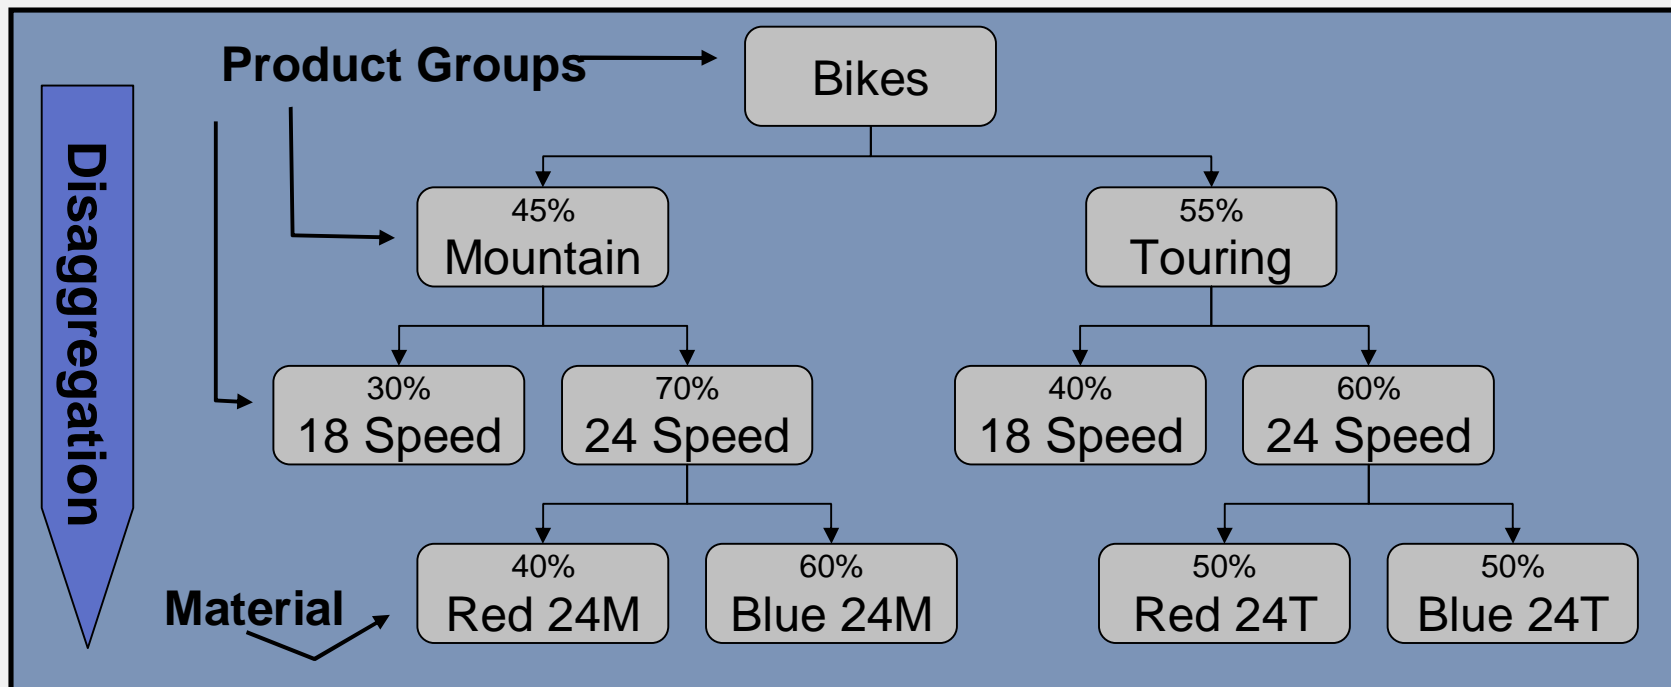 Product Groups
Bikes
Disaggregation
45%
Mountain
55%
Touring
30%
18 Speed
70%
24 Speed
40%
18 Speed
60%
24 Speed
Material
40%
Red 24M
60%
Blue 24M
50%
Red 24T
50%
Blue 24T